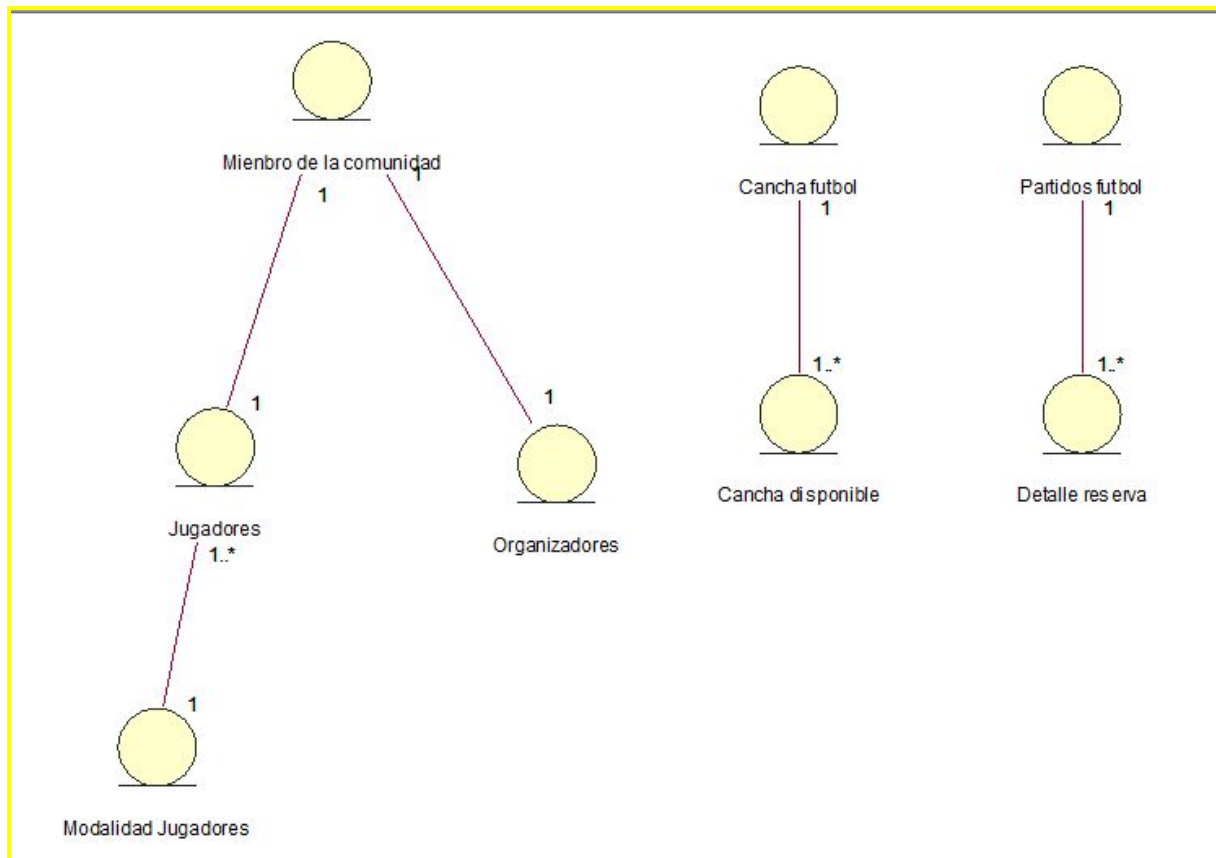 Mienbro de la comunidad
1
1
Cancha futbol
1
Partidos futbol
1
1
Jugadores
1..*
1
Organizadores
1..*
Cancha disponible
1..*
Detalle reserva
1
Modalidad Jugadores